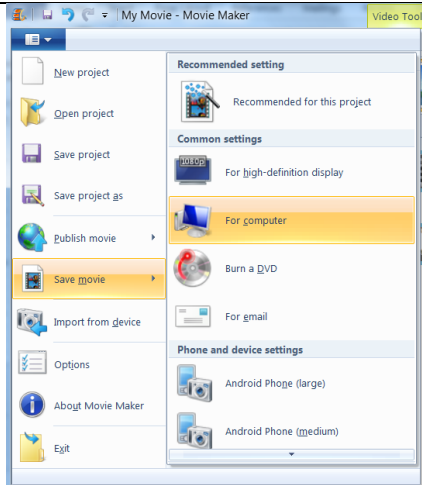 My Movie - Movie Maker
Video Tool
New project
Open project
Save project
Save project as
Publish movie
Save movie
Import from device
Options
About Movie Maker
Exit
Recommended setting
Recommended for this project
Common settings
1080p
For high-definition display
For computer
Burn a DVD
For email
Phone and device settings
Android Phone (large)
Android Phone (medium)